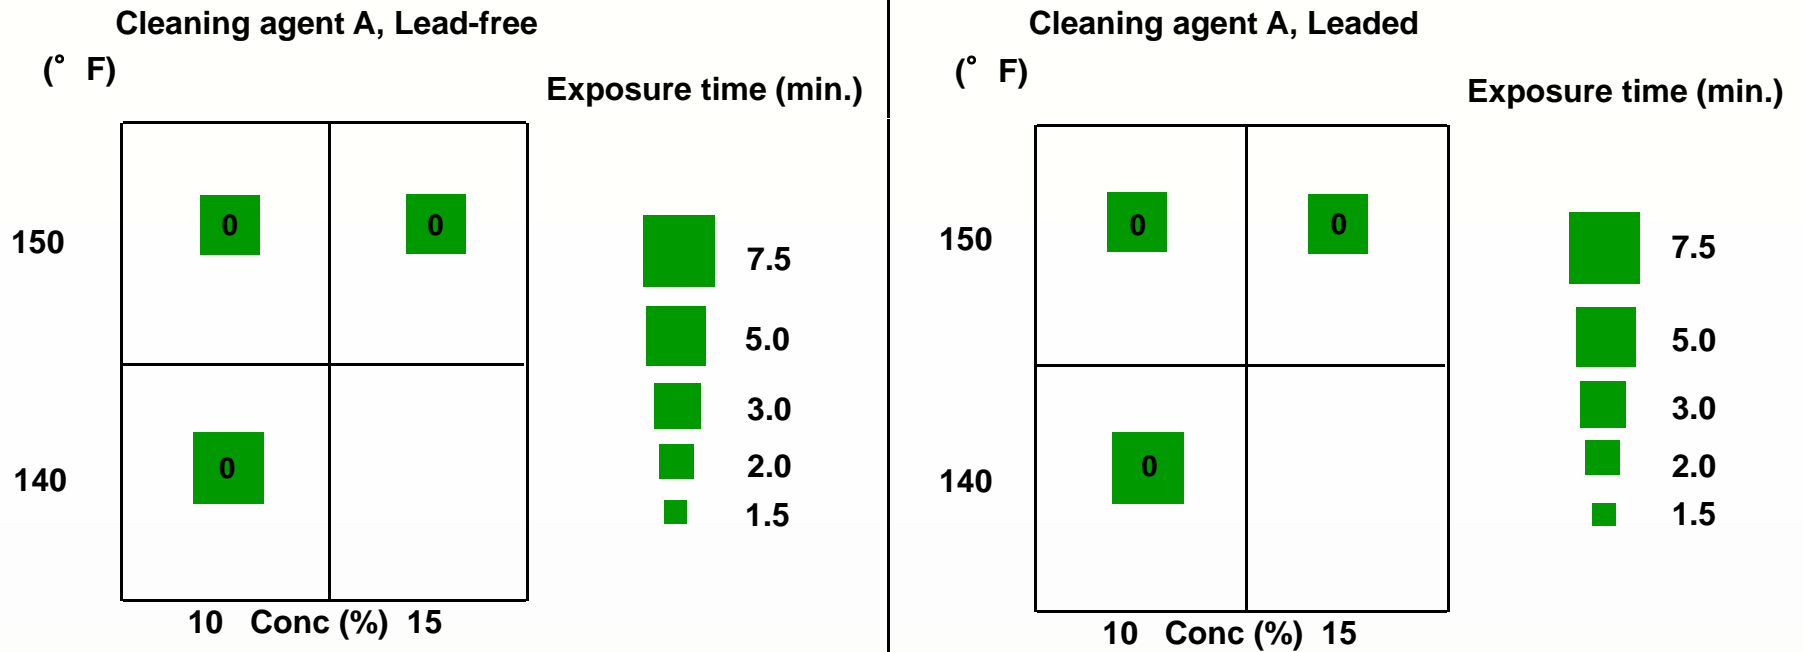 Cleaning agent A, Lead-free
(° F)
Exposure time (min.)
0 0
150
7.5
5.0
3.0
0
140
2.0
1.5
10 Conc (%) 15
Cleaning agent A, Leaded
(° F)
Exposure time (min.)
0 0
150
7.5
5.0
3.0
0
140
2.0
1.5
10 Conc (%) 15